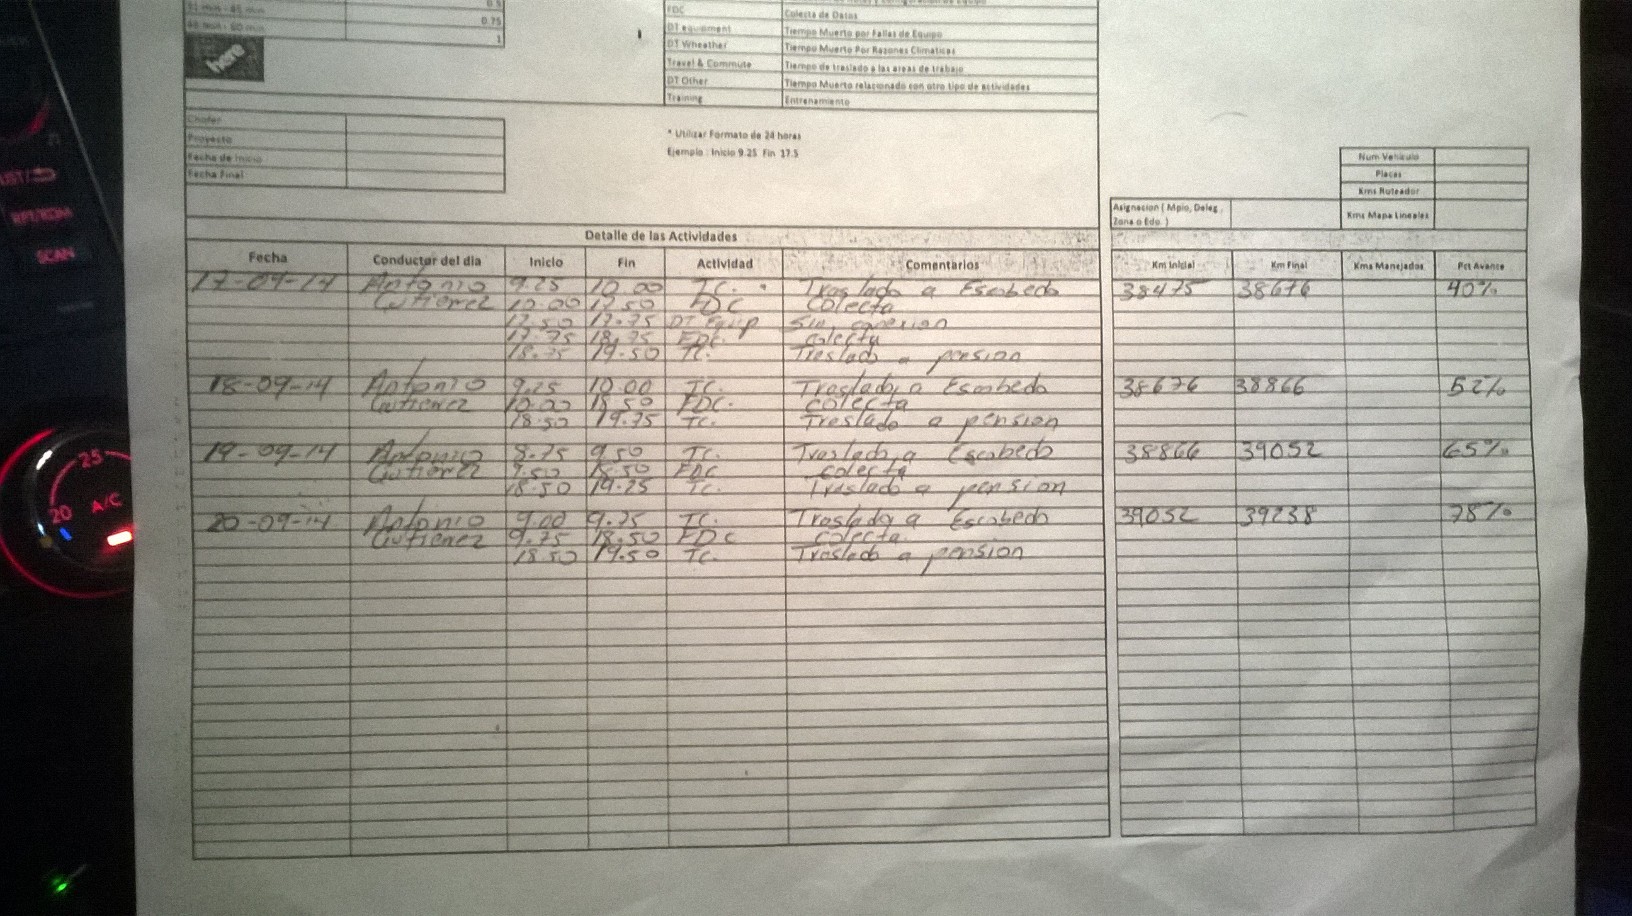 31 min - 45 min 0.5
46 min - 60 min 0.75
1
here
FDC Colecta de Datos
DT equipment Tiempo Muerto por Fallas de Equipo
DT Wheather Tiempo Muerto Por Razones Climaticas
Travel & Commute Tiempo de traslado a las areas de trabajo
DT Other Tiempo Muerto relacionado con otro tipo de actividades
Training Entrenamiento
Chofer
Proyecto
Fecha de Inicio
Fecha Final
* Utilizar Formato de 24 horas
Ejemplo : Inicio 9.25 Fin 17.5
Num Vehiculo
Placas
Kms Ruteador
Asignacion ( Mpio, Deleg , Kms Mapa Lineales
Zona o Edo. )
Detalle de las Actividades
Fecha Conductor del dia Inicio Fin Actividad Comentarios Km Inicial Km Final Kms Manejados Pct Avance
17-09-14 Antonio 9.25 10.00 TC. Traslado a Escobedo 38475 38676 40%
Gutierrez 10.00 17.50 FDC Colecta
17.50 17.75 DT Equip Sin conexion
17.75 18.75 FDC. colecta
18.75 19.50 TC. Traslado a pension
18-09-14 Antonio 9.25 10.00 TC. Traslado a Escobedo 38676 38866 52%
Gutierrez 10.00 18.50 FDC. colecta
18.50 19.75 TC. Traslado a pension
19-09-14 Antonio 8.75 9.50 TC. Traslado a Escobedo 38866 39052 65%
Gutierrez 9.50 18.50 FDC colecta
18.50 19.25 TC. Traslado a pension
20-09-14 Antonio 9.00 9.75 TC. Traslado a Escobedo 39052 39238 78%
Gutierrez 9.75 18.50 FDC colecta
18.50 19.50 TC. Traslado a pension
25
20 A/C
RPT/RDM
SCAN